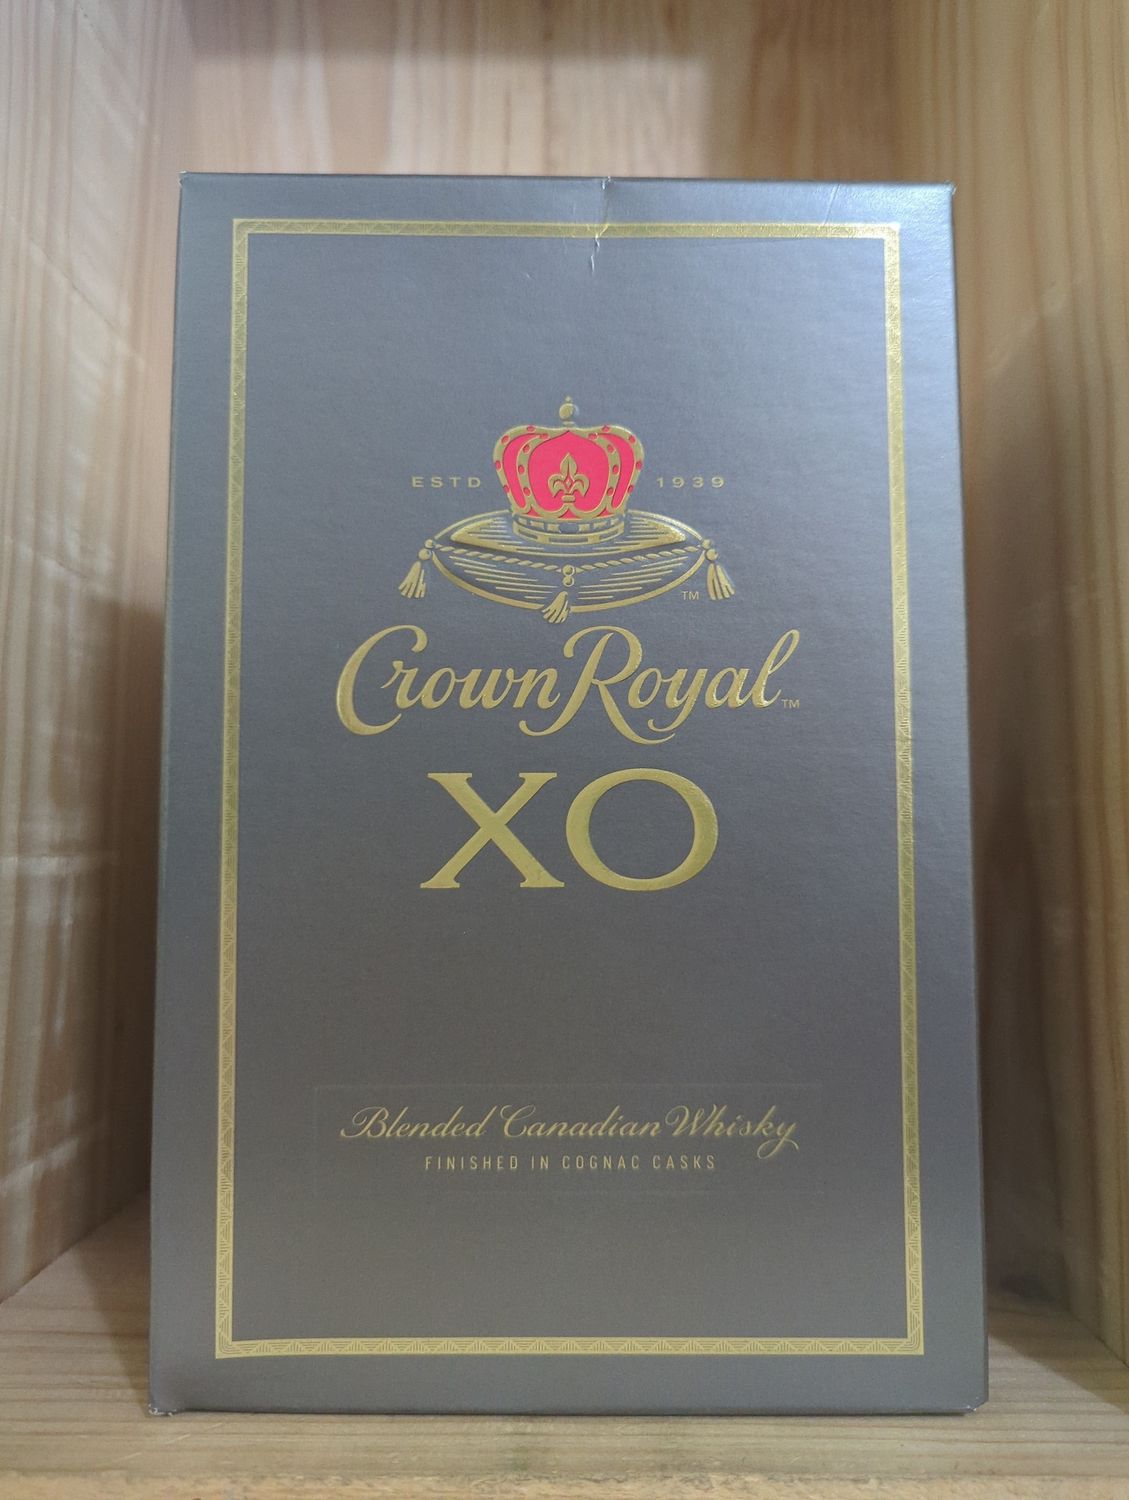 ESTD 1939
TM
Crown Royal TM
XO
Blended Canadian Whisky
FINISHED IN COGNAC CASKS